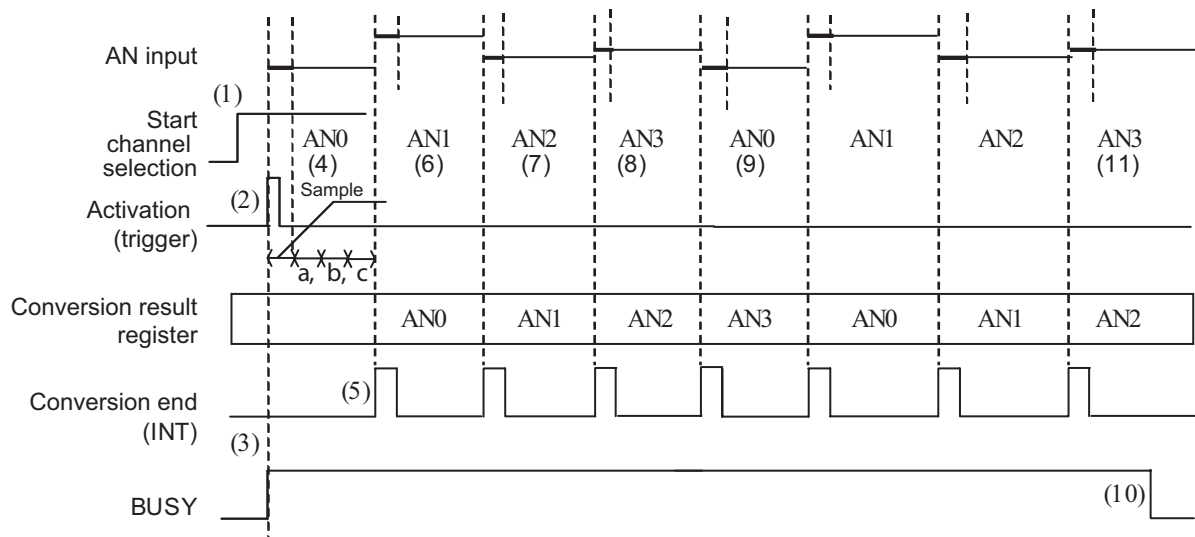 AN input
(1)
Start
channel
selection
AN0 AN1 AN2 AN3 AN0 AN1 AN2 AN3
(4) (6) (7) (8) (9) (11)
(2)
Sample
Activation
(trigger)
a, b, c
Conversion result
register
AN0 AN1 AN2 AN3 AN0 AN1 AN2
(5)
Conversion end
(INT)
(3)
(10)
BUSY